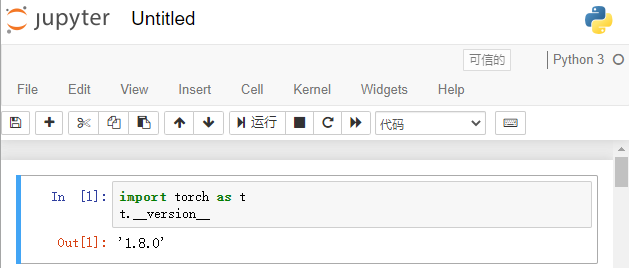 jupyter Untitled
可信的 Python 3
File Edit View Insert Cell Kernel Widgets Help
运行 代码
In [1]: import torch as t
t.__version__
Out[1]: '1.8.0'